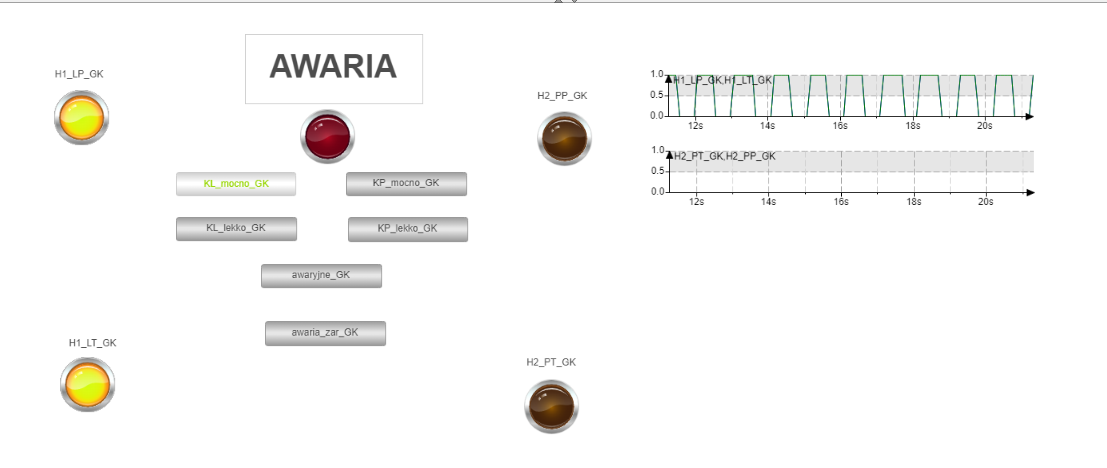 AWARIA
H1_LP_GK
H2_PP_GK
KL_mocno_GK
KP_mocno_GK
KL_lekko_GK
KP_lekko_GK
awaryjne_GK
awaria_zar_GK
H1_LT_GK
H2_PT_GK
1.0
H1_LP_GK,H1_LT_GK
0.5
0.0
12s 14s 16s 18s 20s
1.0
H2_PT_GK,H2_PP_GK
0.5
0.0
12s 14s 16s 18s 20s